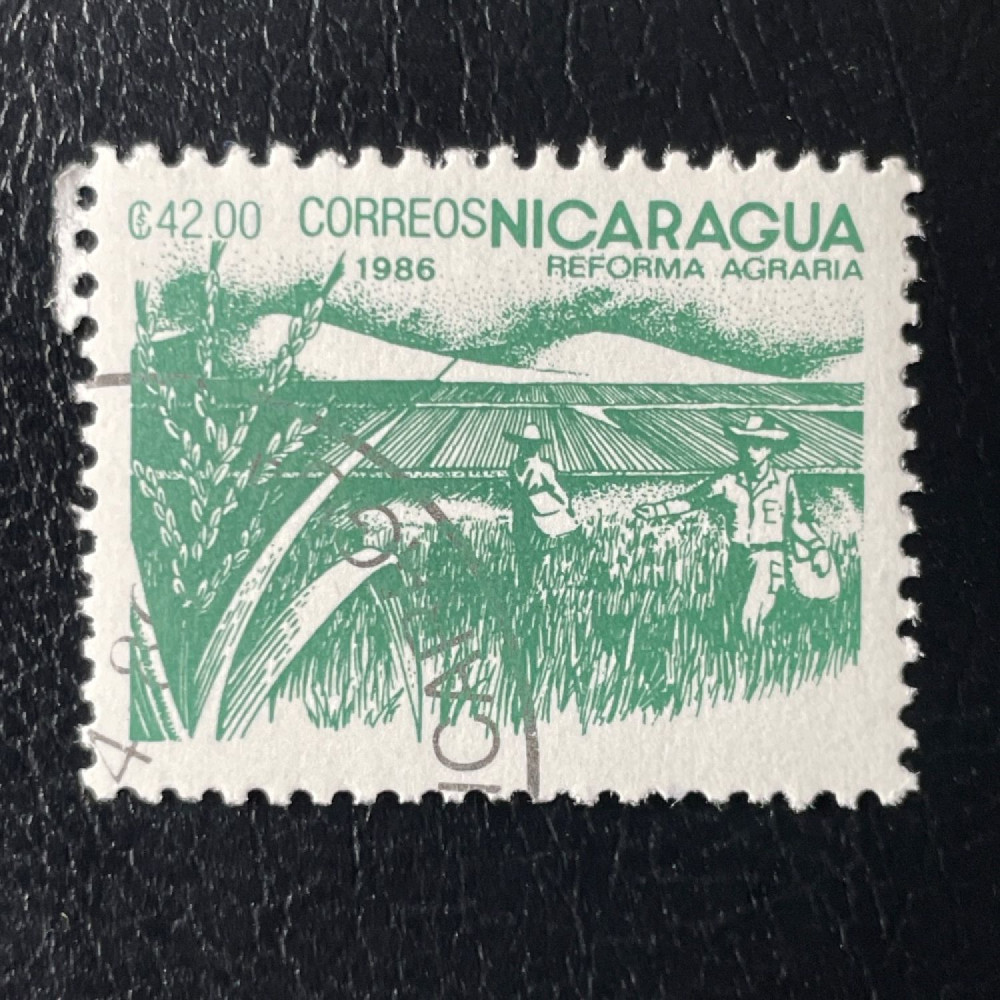 ₡42.00 CORREOS NICARAGUA
1986 REFORMA AGRARIA